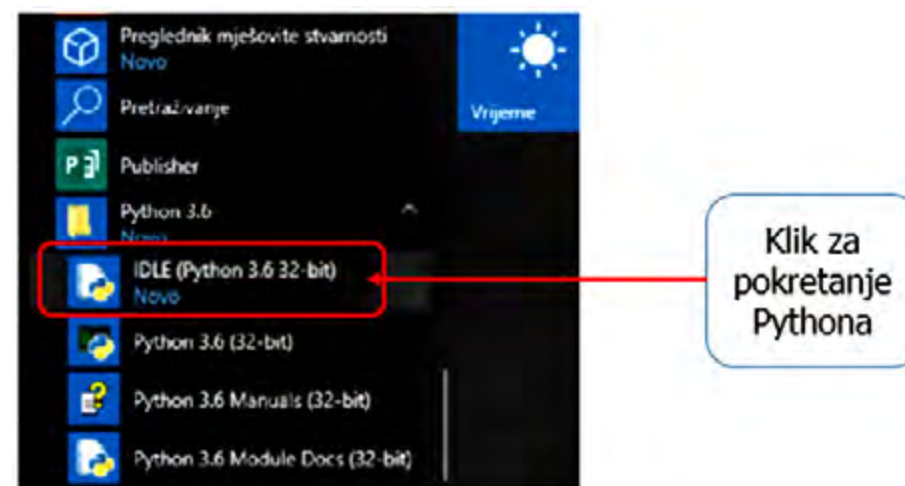 Preglednik mješovite stvarnosti
Novo
Pretraživanje
Vrijeme
P
Publisher
Python 3.6
Novo
IDLE (Python 3.6 32-bit)
Novo
Python 3.6 (32-bit)
Python 3.6 Manuals (32-bit)
Python 3.6 Module Docs (32-bit)
Klik za
pokretanje
Pythona